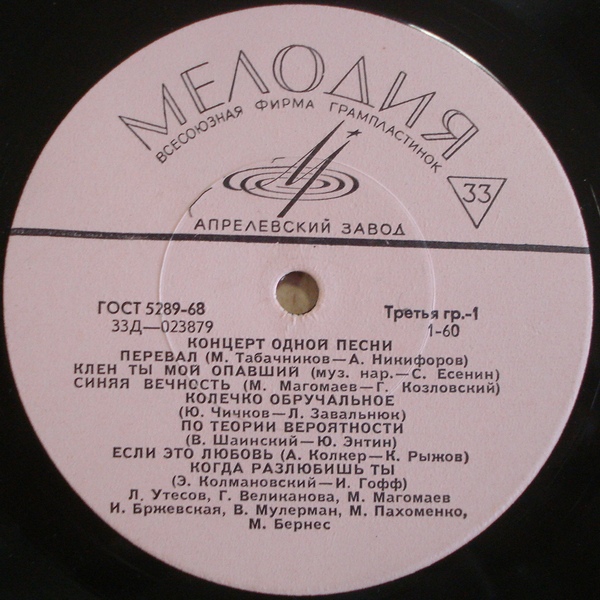 МЕЛОДИЯ
ВСЕСОЮЗНАЯ ФИРМА ГРАМПЛАСТИНОК
33
АПРЕЛЕВСКИЙ ЗАВОД
ГОСТ 5289-68 Третья гр.-1
33Д—023879 1-60
КОНЦЕРТ ОДНОЙ ПЕСНИ
ПЕРЕВАЛ (М. Табачников—А. Никифоров)
КЛЕН ТЫ МОЙ ОПАВШИЙ (муз. нар.—С. Есенин)
СИНЯЯ ВЕЧНОСТЬ (М. Магомаев—Г. Козловский)
КОЛЕЧКО ОБРУЧАЛЬНОЕ
(Ю. Чичков—Л. Завальнюк)
ПО ТЕОРИИ ВЕРОЯТНОСТИ
(В. Шаинский—Ю. Энтин)
ЕСЛИ ЭТО ЛЮБОВЬ (А. Колкер—К. Рыжов)
КОГДА РАЗЛЮБИШЬ ТЫ
(Э. Колмановский—И. Гофф)
Л. Утесов, Г. Великанова, М. Магомаев
И. Бржевская, В. Мулерман, М. Пахоменко,
М. Бернес